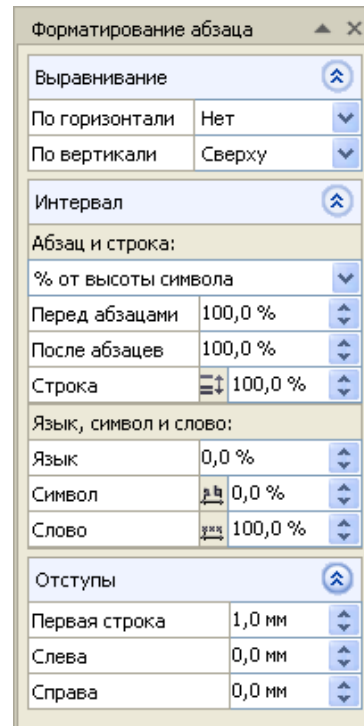 Форматирование абзаца
Выравнивание
По горизонтали Нет
По вертикали Сверху
Интервал
Абзац и строка:
% от высоты символа
Перед абзацами 100,0 %
После абзацев 100,0 %
Строка 100,0 %
Язык, символ и слово:
Язык 0,0 %
Символ 0,0 %
Слово 100,0 %
Отступы
Первая строка 1,0 мм
Слева 0,0 мм
Справа 0,0 мм